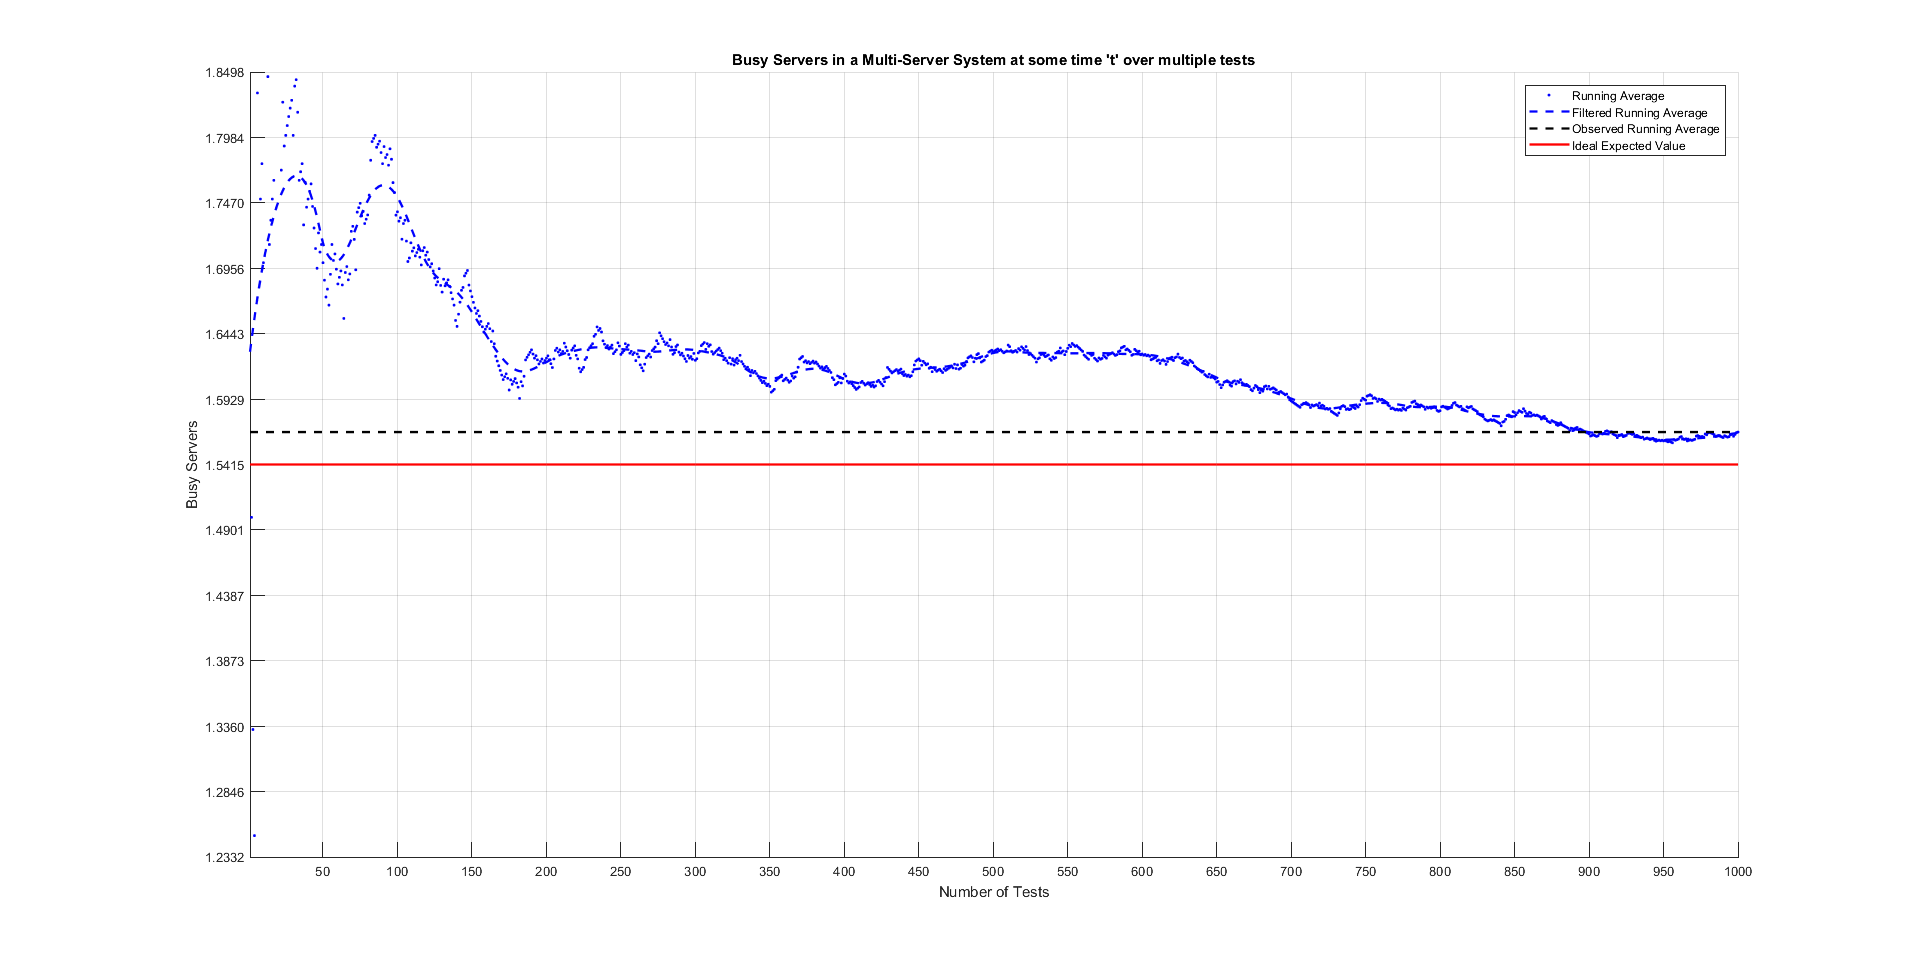 Busy Servers in a Multi-Server System at some time 't' over multiple tests
1.8498
1.7984
1.7470
1.6956
1.6443
1.5929
1.5415
1.4901
1.4387
1.3873
1.3360
1.2846
1.2332
Busy Servers
Running Average
Filtered Running Average
Observed Running Average
Ideal Expected Value
50 100 150 200 250 300 350 400 450 500 550 600 650 700 750 800 850 900 950 1000
Number of Tests